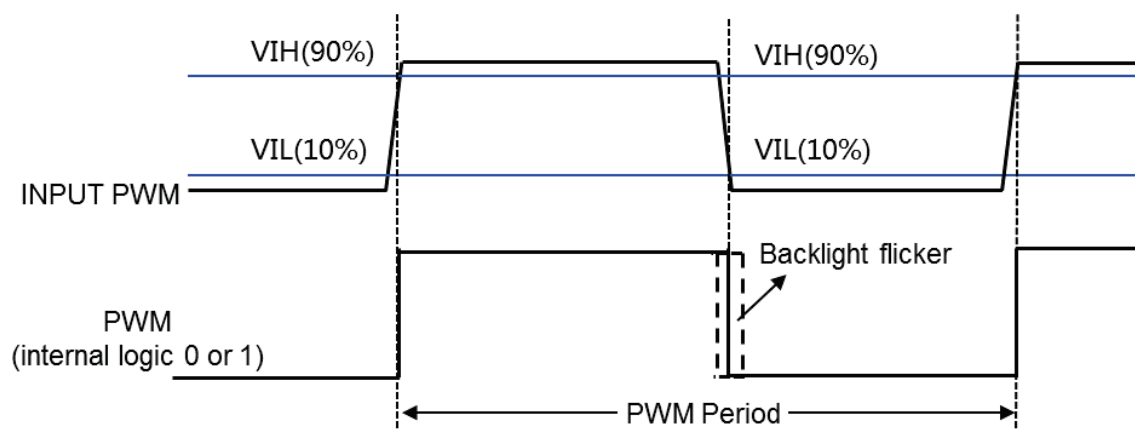 VIH(90%)
VIH(90%)
VIL(10%)
VIL(10%)
INPUT PWM
Backlight flicker
PWM
(internal logic 0 or 1)
PWM Period